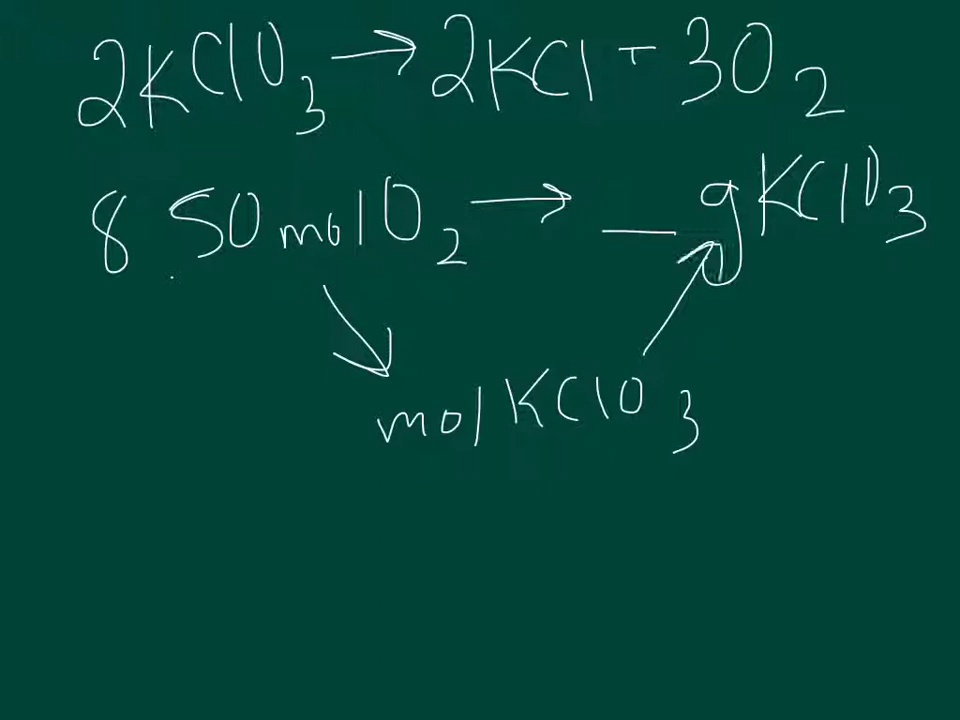 2KClO₃ → 2KCl + 3O₂
8.50 mol O₂ → __ g KClO₃
mol KClO₃